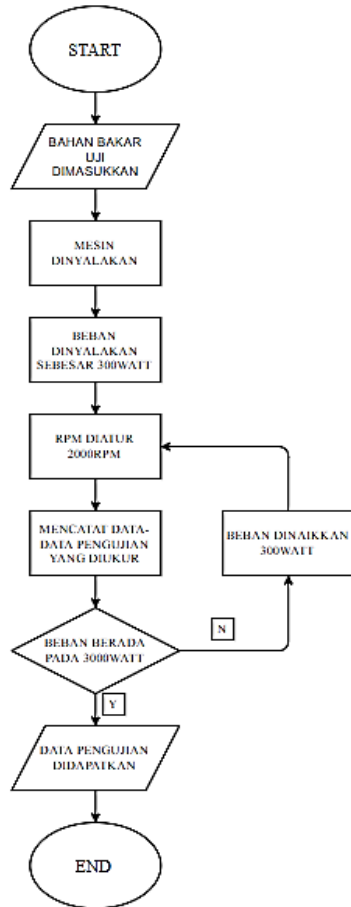 START
BAHAN BAKAR
UJI
DIMASUKKAN
MESIN
DINYALAKAN
BEBAN
DINYALAKAN
SEBESAR 300WATT
RPM DIATUR
2000RPM
MENCATAT DATA-
DATA PENGUJIAN
YANG DIUKUR
BEBAN DINAIKKAN
300WATT
BEBAN BERADA
PADA 3000WATT
N
Y
DATA PENGUJIAN
DIDAPATKAN
END